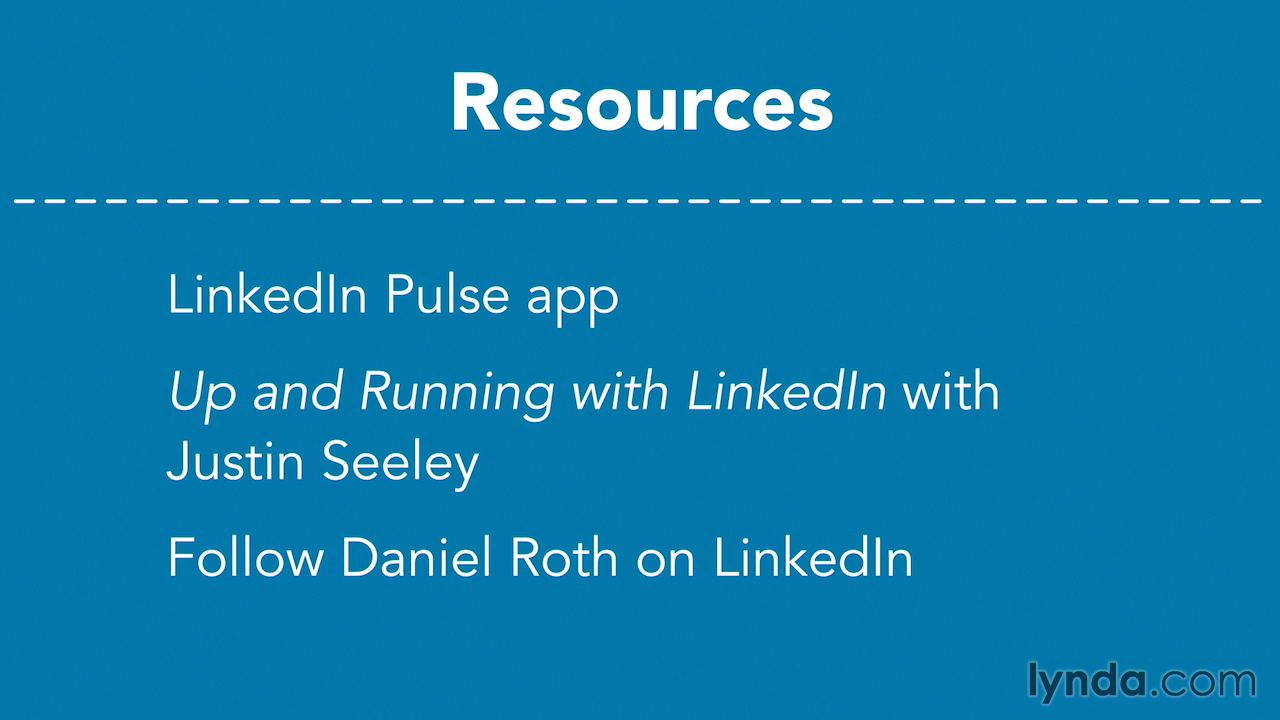 Resources
LinkedIn Pulse app
Up and Running with LinkedIn with
Justin Seeley
Follow Daniel Roth on LinkedIn
lynda.com